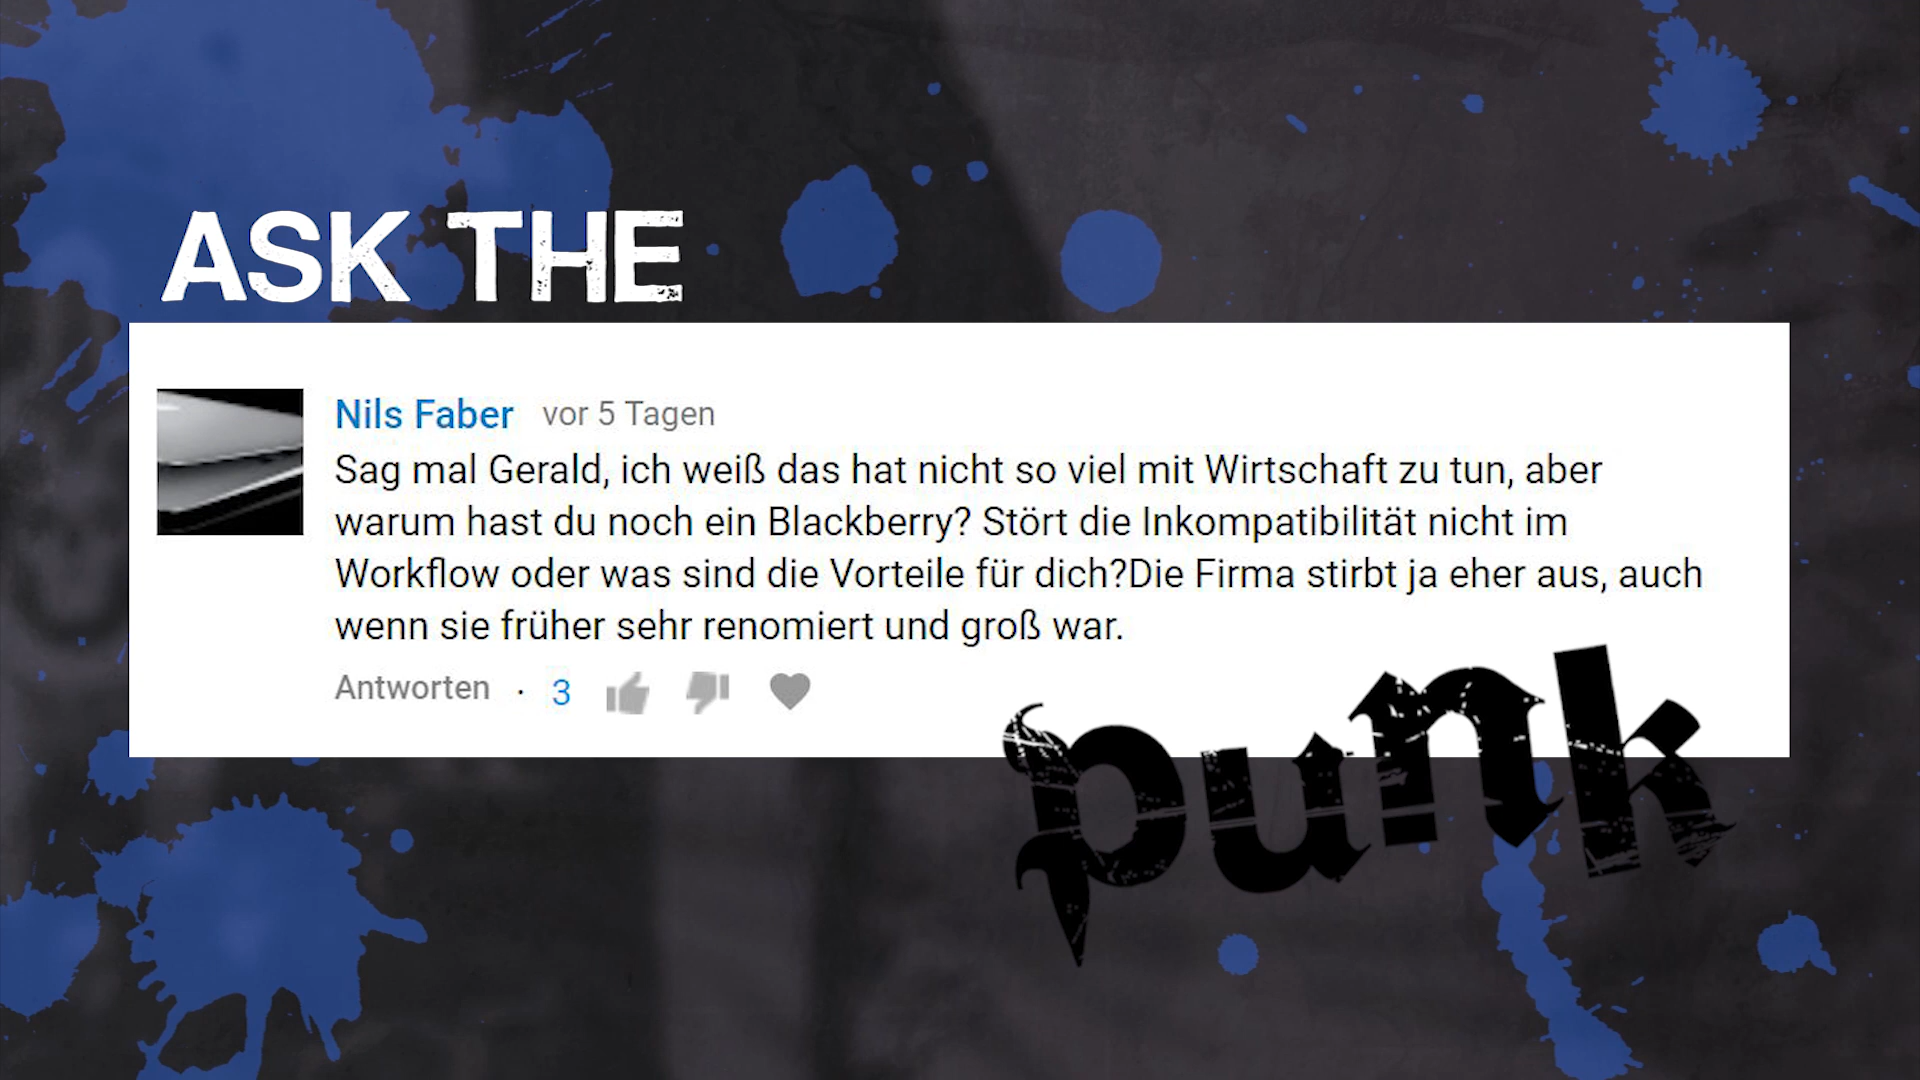 ASK THE
Nils Faber vor 5 Tagen
Sag mal Gerald, ich weiß das hat nicht so viel mit Wirtschaft zu tun, aber
warum hast du noch ein Blackberry? Stört die Inkompatibilität nicht im
Workflow oder was sind die Vorteile für dich?Die Firma stirbt ja eher aus, auch
wenn sie früher sehr renomiert und groß war.
Antworten · 3
punk